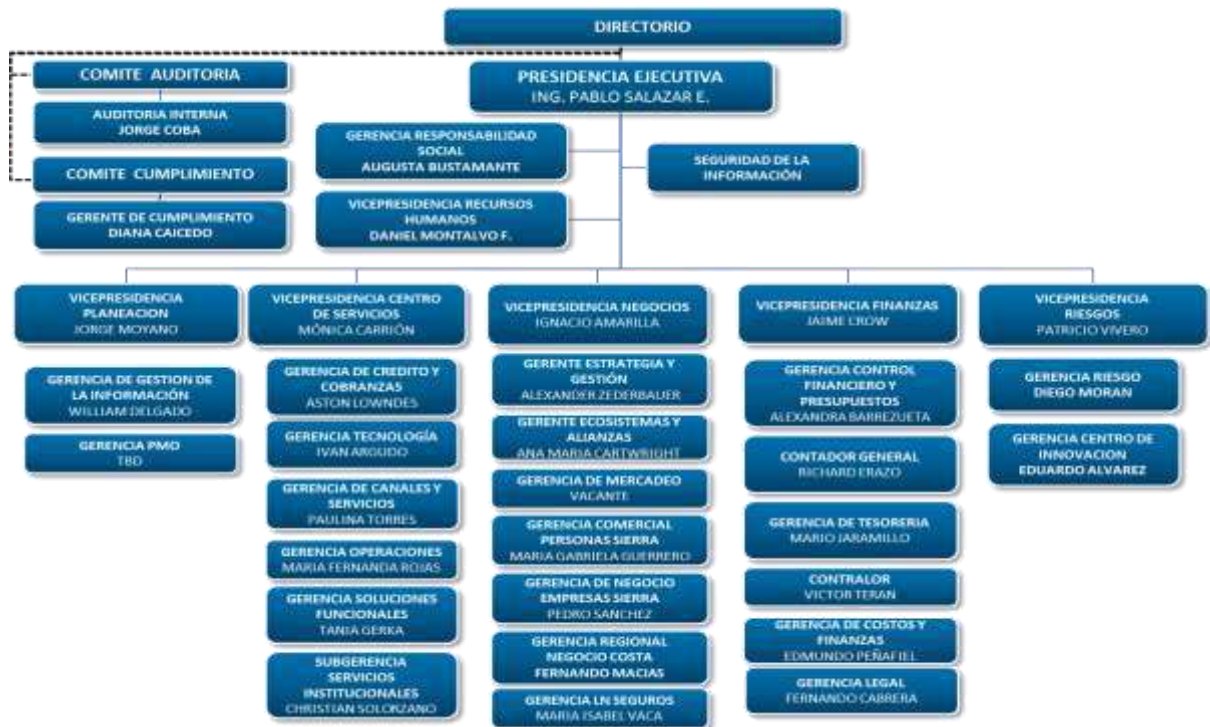 DIRECTORIO
COMITE AUDITORIA
AUDITORIA INTERNA
JORGE COBA
COMITE CUMPLIMIENTO
GERENTE DE CUMPLIMIENTO
DIANA CAICEDO
PRESIDENCIA EJECUTIVA
ING. PABLO SALAZAR E.
GERENCIA RESPONSABILIDAD
SOCIAL
AUGUSTA BUSTAMANTE
SEGURIDAD DE LA
INFORMACIÓN
VICEPRESIDENCIA RECURSOS
HUMANOS
DANIEL MONTALVO F.
VICEPRESIDENCIA
PLANEACION
JORGE MOYANO
GERENCIA DE GESTION DE
LA INFORMACIÓN
WILLIAM DELGADO
GERENCIA PMO
TBD
VICEPRESIDENCIA CENTRO
DE SERVICIOS
MÓNICA CARRIÓN
GERENCIA DE CREDITO Y
COBRANZAS
ASTON LOWNDES
GERENCIA TECNOLOGÍA
IVAN ARGUDO
GERENCIA DE CANALES Y
SERVICIOS
PAULINA TORRES
GERENCIA OPERACIONES
MARIA FERNANDA ROJAS
GERENCIA SOLUCIONES
FUNCIONALES
TANIA GERKA
SUBGERENCIA
SERVICIOS
INSTITUCIONALES
CHRISTIAN SOLORZANO
VICEPRESIDENCIA NEGOCIOS
IGNACIO AMARILLA
GERENTE ESTRATEGIA Y
GESTIÓN
ALEXANDER ZEDERBAUER
GERENTE ECOSISTEMAS Y
ALIANZAS
ANA MARIA CARTWRIGHT
GERENCIA DE MERCADEO
VACANTE
GERENCIA COMERCIAL
PERSONAS SIERRA
MARIA GABRIELA GUERRERO
GERENCIA DE NEGOCIO
EMPRESAS SIERRA
PEDRO SANCHEZ
GERENCIA REGIONAL
NEGOCIO COSTA
FERNANDO MACIAS
GERENCIA LN SEGUROS
MARIA ISABEL VACA
VICEPRESIDENCIA FINANZAS
JAIME CROW
GERENCIA CONTROL
FINANCIERO Y
PRESUPUESTOS
ALEXANDRA BARREZUETA
CONTADOR GENERAL
RICHARD ERAZO
GERENCIA DE TESORERIA
MARIO JARAMILLO
CONTRALOR
VICTOR TERAN
GERENCIA DE COSTOS Y
FINANZAS
EDMUNDO PEÑAFIEL
GERENCIA LEGAL
FERNANDO CABRERA
VICEPRESIDENCIA
RIESGOS
PATRICIO VIVERO
GERENCIA RIESGO
DIEGO MORAN
GERENCIA CENTRO DE
INNOVACION
EDUARDO ALVAREZ